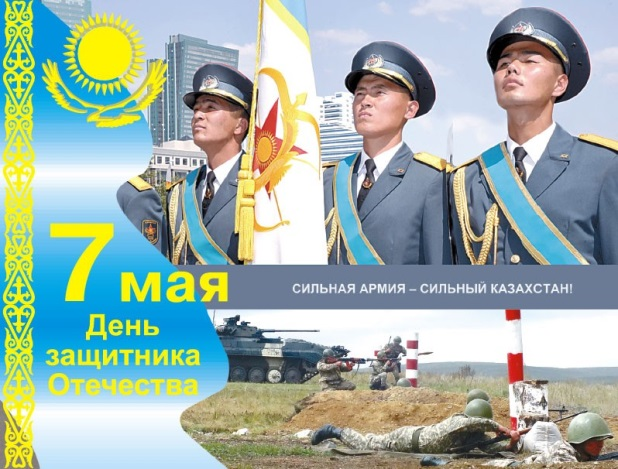 7 мая
День
защитника
Отечества
СИЛЬНАЯ АРМИЯ – СИЛЬНЫЙ КАЗАХСТАН!